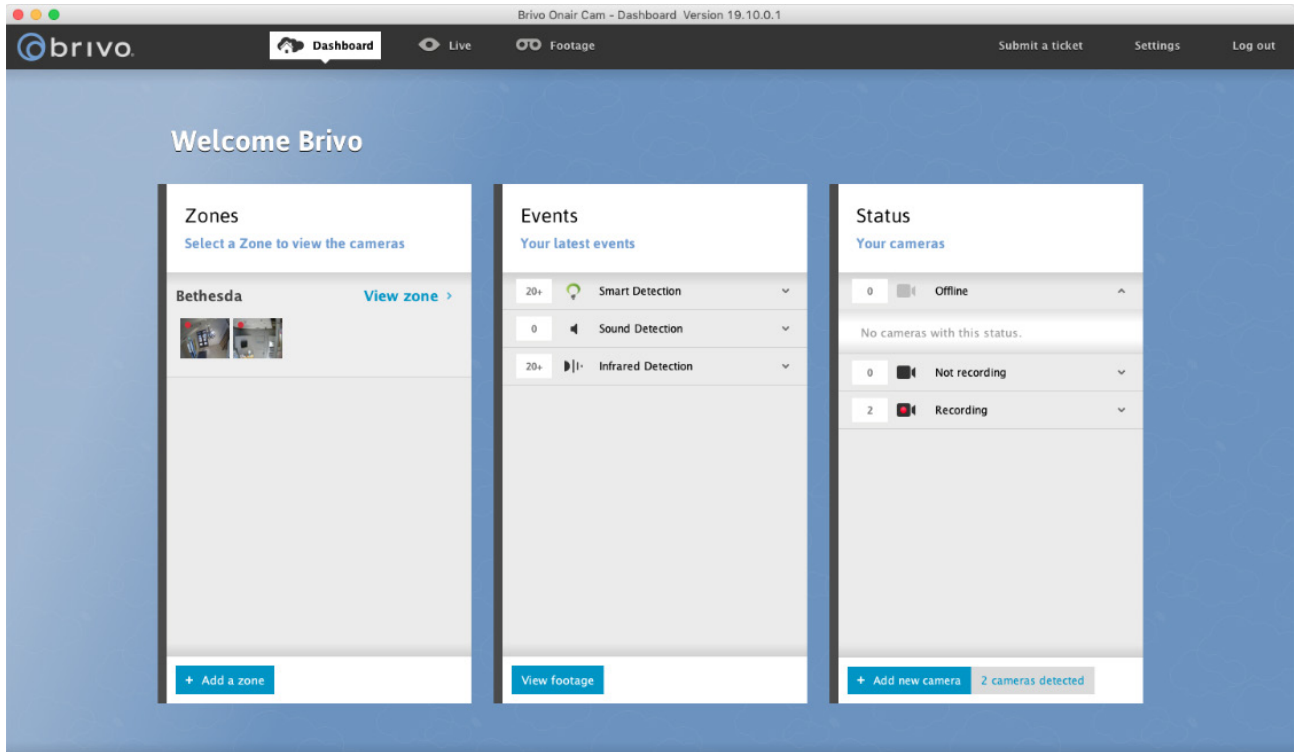 Brivo Onair Cam - Dashboard Version 19.10.0.1
brivo.
Dashboard
Live
Footage
Submit a ticket
Settings
Log out
Welcome Brivo
Zones
Select a Zone to view the cameras
Bethesda
View zone >
+ Add a zone
Events
Your latest events
20+ Smart Detection
0 Sound Detection
20+ Infrared Detection
View footage
Status
Your cameras
0 Offline
No cameras with this status.
0 Not recording
2 Recording
+ Add new camera
2 cameras detected